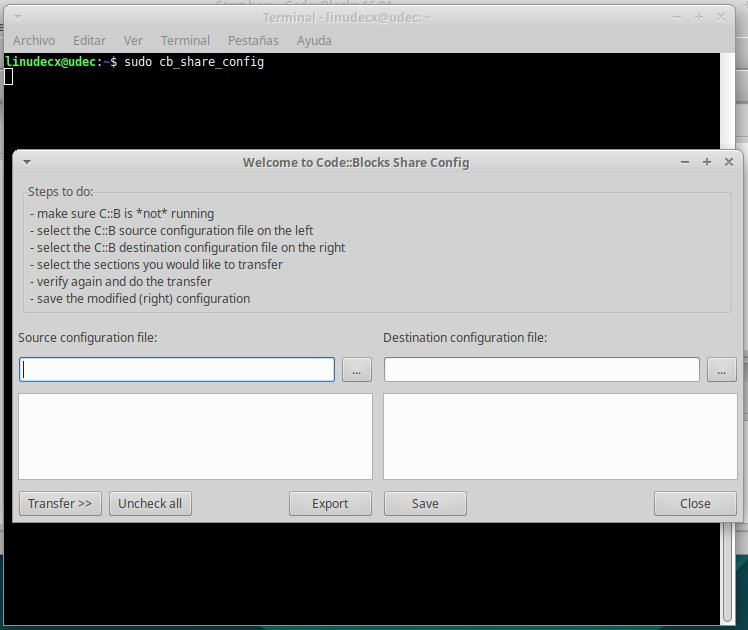 Terminal - linudecx@udec: ~
Archivo Editar Ver Terminal Pestañas Ayuda
linudecx@udec:~$ sudo cb_share_config
Welcome to Code::Blocks Share Config
Steps to do:
- make sure C::B is *not* running
- select the C::B source configuration file on the left
- select the C::B destination configuration file on the right
- select the sections you would like to transfer
- verify again and do the transfer
- save the modified (right) configuration
Source configuration file: Destination configuration file:
... ...
Transfer >> Uncheck all Export Save Close